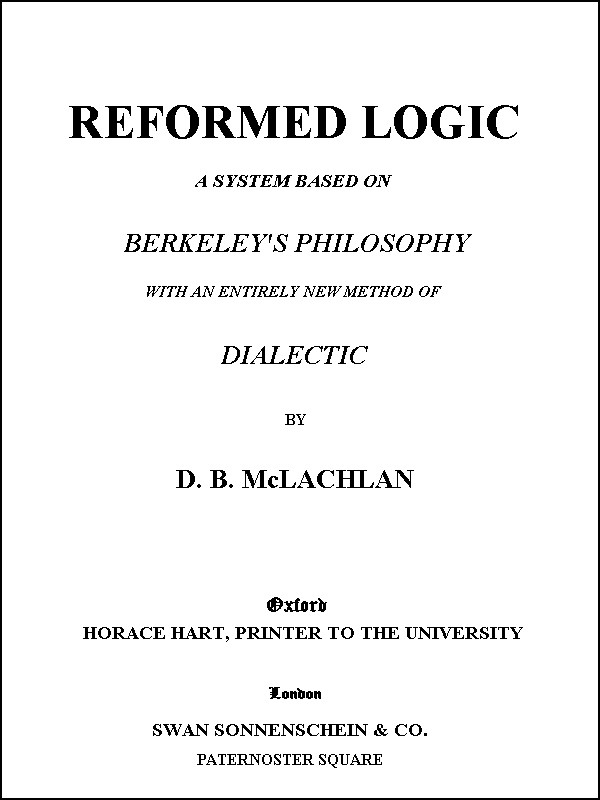 REFORMED LOGIC
A SYSTEM BASED ON
BERKELEY'S PHILOSOPHY
WITH AN ENTIRELY NEW METHOD OF
DIALECTIC
BY
D. B. McLACHLAN
Oxford
HORACE HART, PRINTER TO THE UNIVERSITY
London
SWAN SONNENSCHEIN & CO.
PATERNOSTER SQUARE